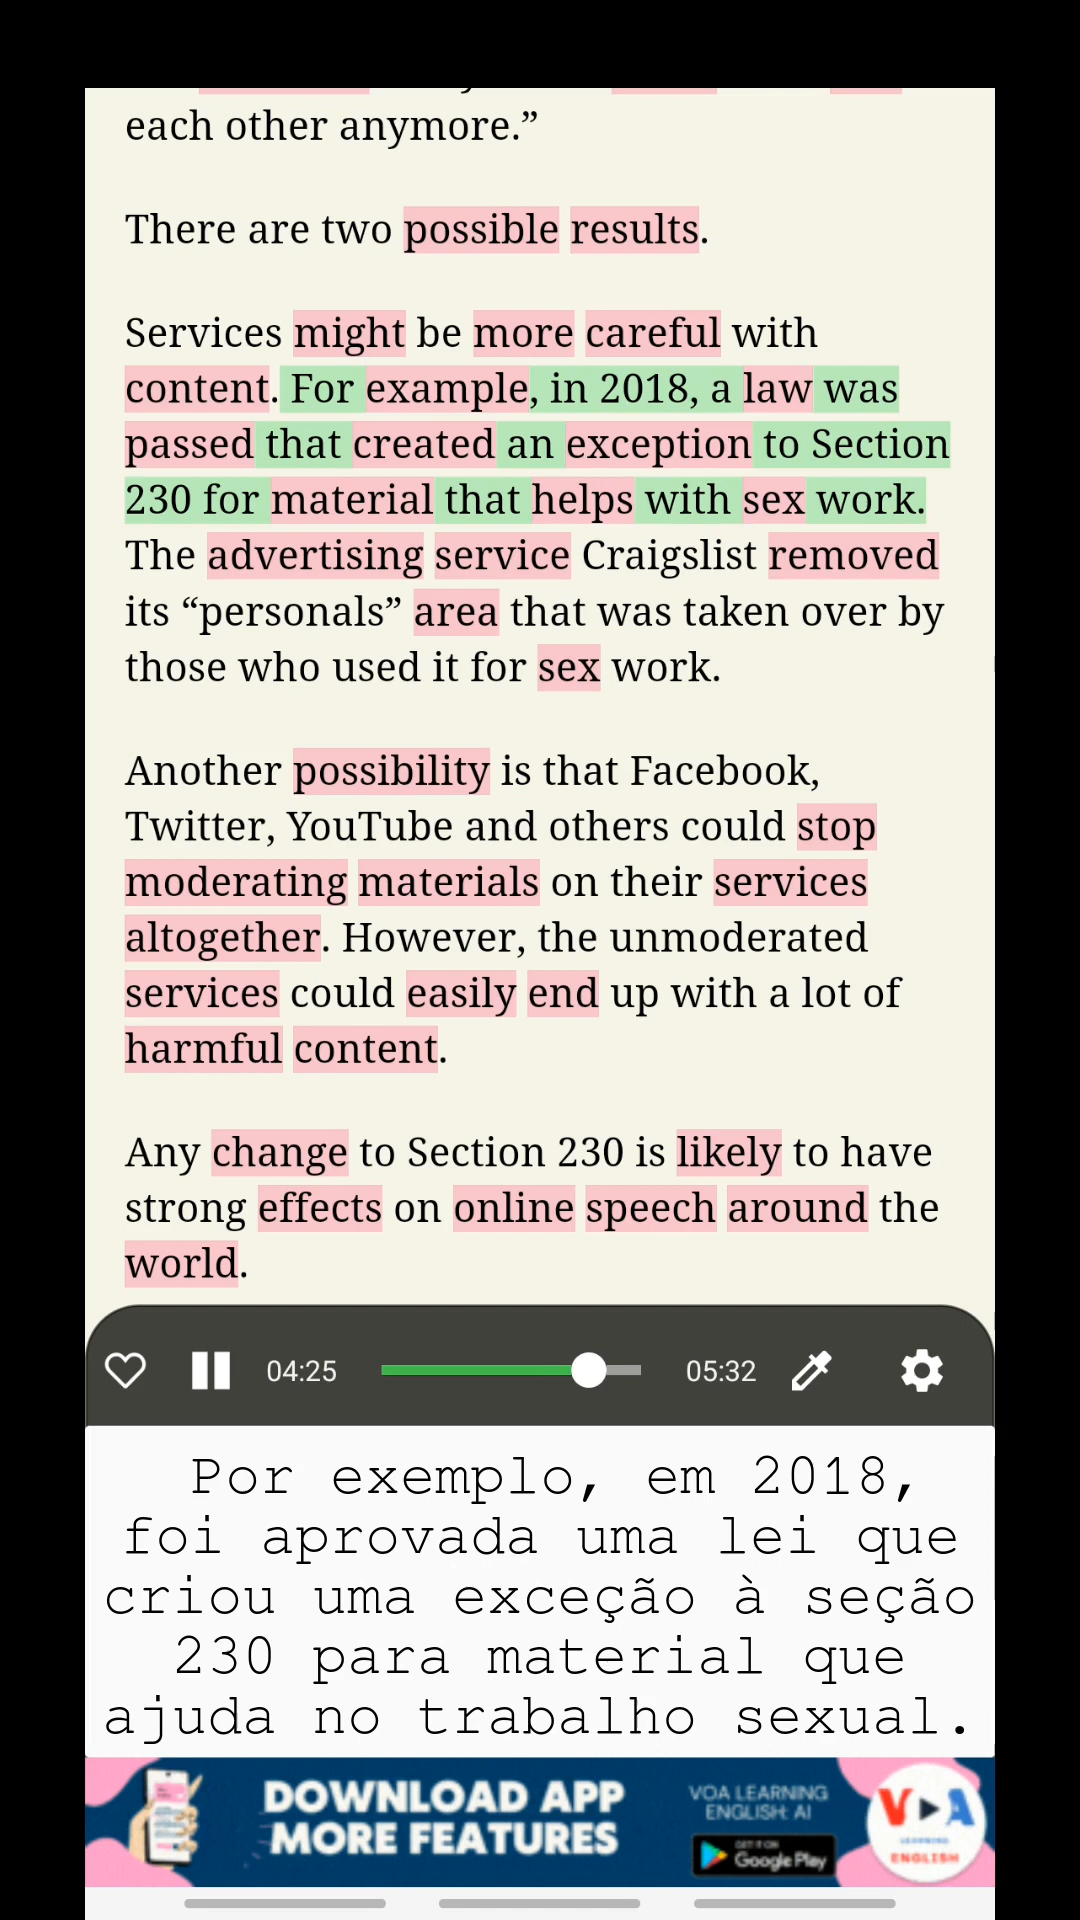 each other anymore.”
There are two possible results.
Services might be more careful with
content. For example, in 2018, a law was
passed that created an exception to Section
230 for material that helps with sex work.
The advertising service Craigslist removed
its “personals” area that was taken over by
those who used it for sex work.
Another possibility is that Facebook,
Twitter, YouTube and others could stop
moderating materials on their services
altogether. However, the unmoderated
services could easily end up with a lot of
harmful content.
Any change to Section 230 is likely to have
strong effects on online speech around the
world.
04:25
05:32
Por exemplo, em 2018,
foi aprovada uma lei que
criou uma exceção à seção
230 para material que
ajuda no trabalho sexual.
DOWNLOAD APP
MORE FEATURES
VOA LEARNING
ENGLISH: AI
GET IT ON
Google Play
VOA
LEARNING
ENGLISH